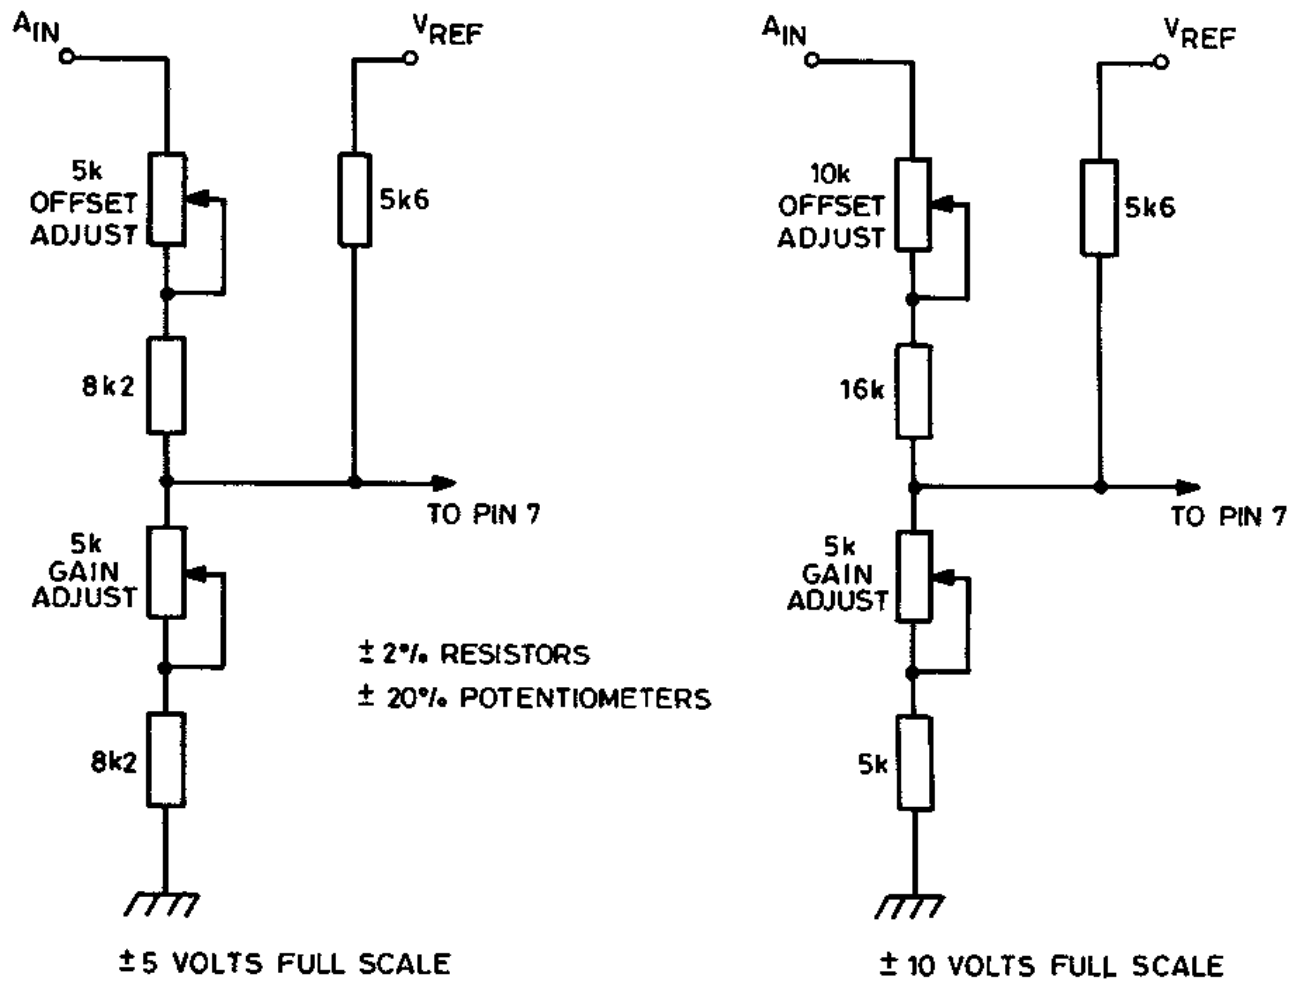 AIN
VREF
5k
OFFSET
ADJUST
5k6
8k2
TO PIN 7
5k
GAIN
ADJUST
± 2% RESISTORS
± 20% POTENTIOMETERS
8k2
±5 VOLTS FULL SCALE
AIN
VREF
10k
OFFSET
ADJUST
5k6
16k
TO PIN 7
5k
GAIN
ADJUST
5k
± 10 VOLTS FULL SCALE